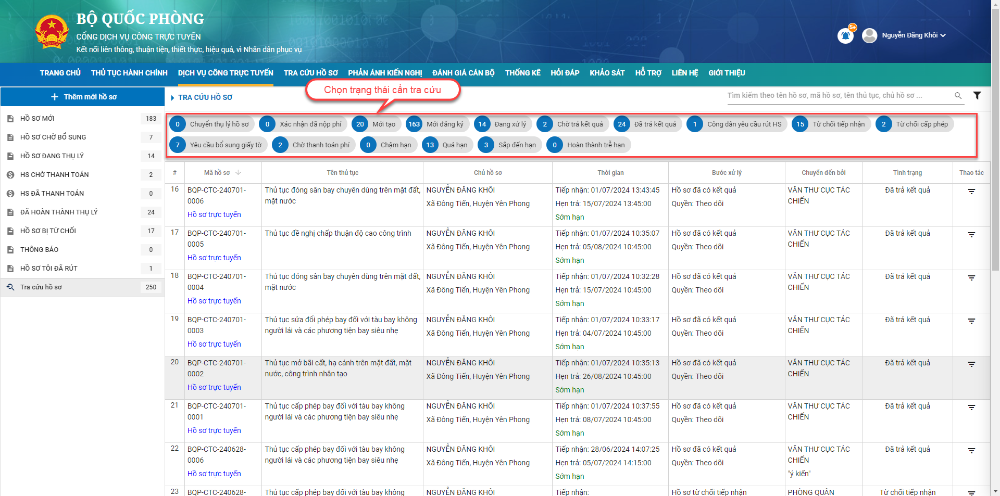 BỘ QUỐC PHÒNG
CỔNG DỊCH VỤ CÔNG TRỰC TUYẾN
Kết nối liên thông, thuận tiện, thiết thực, hiệu quả, vì Nhân dân phục vụ
5+
Nguyễn Đăng Khôi
TRANG CHỦ THỦ TỤC HÀNH CHÍNH DỊCH VỤ CÔNG TRỰC TUYẾN TRA CỨU HỒ SƠ PHẢN ÁNH KIẾN NGHỊ ĐÁNH GIÁ CÁN BỘ THỐNG KÊ HỎI ĐÁP KHẢO SÁT HỖ TRỢ LIÊN HỆ GIỚI THIỆU
Chọn trạng thái cần tra cứu
Thêm mới hồ sơ
HỒ SƠ MỚI 183
HỒ SƠ CHỜ BỔ SUNG 7
HỒ SƠ ĐANG THỤ LÝ 14
HS CHỜ THANH TOÁN 2
HS ĐÃ THANH TOÁN 0
ĐÃ HOÀN THÀNH THỤ LÝ 24
HỒ SƠ BỊ TỪ CHỐI 17
THÔNG BÁO 0
HỒ SƠ TÔI ĐÃ RÚT 1
Tra cứu hồ sơ 250
TRA CỨU HỒ SƠ
Tìm kiếm theo tên hồ sơ, mã hồ sơ, tên thủ tục, chủ hồ sơ ...
0 Chuyển thụ lý hồ sơ 0 Xác nhận đã nộp phí 20 Mới tạo 163 Mới đăng ký 14 Đang xử lý 2 Chờ trả kết quả 24 Đã trả kết quả 1 Công dân yêu cầu rút HS 15 Từ chối tiếp nhận 2 Từ chối cấp phép
7 Yêu cầu bổ sung giấy tờ 2 Chờ thanh toán phí 0 Chậm hạn 13 Quá hạn 3 Sắp đến hạn 0 Hoàn thành trễ hạn
# Mã hồ sơ Tên thủ tục Chủ hồ sơ Thời gian Bước xử lý Chuyển đến bởi Tình trạng Thao tác
16 BQP-CTC-240701- Thủ tục đóng sân bay chuyên dùng trên mặt đất, NGUYỄN ĐĂNG KHÔI Tiếp nhận: 01/07/2024 13:43:45 Hồ sơ đã có kết quả VĂN THƯ CỤC TÁC Đã trả kết quả
0006 mặt nước Xã Đông Tiến, Huyện Yên Phong Hẹn trả: 15/07/2024 13:45:00 Quyền: Theo dõi CHIẾN
Hồ sơ trực tuyến Sớm hạn
17 BQP-CTC-240701- Thủ tục đề nghị chấp thuận độ cao công trình NGUYỄN ĐĂNG KHÔI Tiếp nhận: 01/07/2024 10:35:07 Hồ sơ đã có kết quả VĂN THƯ CỤC TÁC Đã trả kết quả
0005 Xã Đông Tiến, Huyện Yên Phong Hẹn trả: 05/08/2024 10:45:00 Quyền: Theo dõi CHIẾN
Hồ sơ trực tuyến Sớm hạn
18 BQP-CTC-240701- Thủ tục đóng sân bay chuyên dùng trên mặt đất, NGUYỄN ĐĂNG KHÔI Tiếp nhận: 01/07/2024 10:32:28 Hồ sơ đã có kết quả VĂN THƯ CỤC TÁC Đã trả kết quả
0004 mặt nước Xã Đông Tiến, Huyện Yên Phong Hẹn trả: 15/07/2024 10:45:00 Quyền: Theo dõi CHIẾN
Hồ sơ trực tuyến Sớm hạn
19 BQP-CTC-240701- Thủ tục sửa đổi phép bay đối với tàu bay không NGUYỄN ĐĂNG KHÔI Tiếp nhận: 01/07/2024 10:33:17 Hồ sơ đã có kết quả VĂN THƯ CỤC TÁC Đã trả kết quả
0003 người lái và các phương tiện bay siêu nhẹ Xã Đông Tiến, Huyện Yên Phong Hẹn trả: 04/07/2024 10:45:00 Quyền: Theo dõi CHIẾN
Hồ sơ trực tuyến Sớm hạn
20 BQP-CTC-240701- Thủ tục mở bãi cất, hạ cánh trên mặt đất, mặt NGUYỄN ĐĂNG KHÔI Tiếp nhận: 01/07/2024 10:35:13 Hồ sơ đã có kết quả VĂN THƯ CỤC TÁC Đã trả kết quả
0002 nước, công trình nhân tạo Xã Đông Tiến, Huyện Yên Phong Hẹn trả: 26/08/2024 10:45:00 Quyền: Theo dõi CHIẾN
Hồ sơ trực tuyến Sớm hạn
21 BQP-CTC-240701- Thủ tục cấp phép bay đối với tàu bay không NGUYỄN ĐĂNG KHÔI Tiếp nhận: 01/07/2024 10:37:55 Hồ sơ đã có kết quả VĂN THƯ CỤC TÁC Đã trả kết quả
0001 người lái và các phương tiện bay siêu nhẹ Xã Đông Tiến, Huyện Yên Phong Hẹn trả: 08/07/2024 10:45:00 Quyền: Theo dõi CHIẾN
Hồ sơ trực tuyến Sớm hạn
22 BQP-CTC-240628- Thủ tục cấp phép bay đối với tàu bay không NGUYỄN ĐĂNG KHÔI Tiếp nhận: 28/06/2024 14:07:25 Hồ sơ đã có kết quả VĂN THƯ CỤC TÁC Đã trả kết quả
0006 người lái và các phương tiện bay siêu nhẹ Xã Đông Tiến, Huyện Yên Phong Hẹn trả: 05/07/2024 14:15:00 Quyền: Theo dõi CHIẾN
Hồ sơ trực tuyến Sớm hạn "ý kiến"
23 BQP-CTC-240628- Thủ tục cấp phép bay đối với tàu bay không NGUYỄN ĐĂNG KHÔI Tiếp nhận: Hồ sơ từ chối tiếp nhận PHÒNG QUÂN Từ chối tiếp nhận